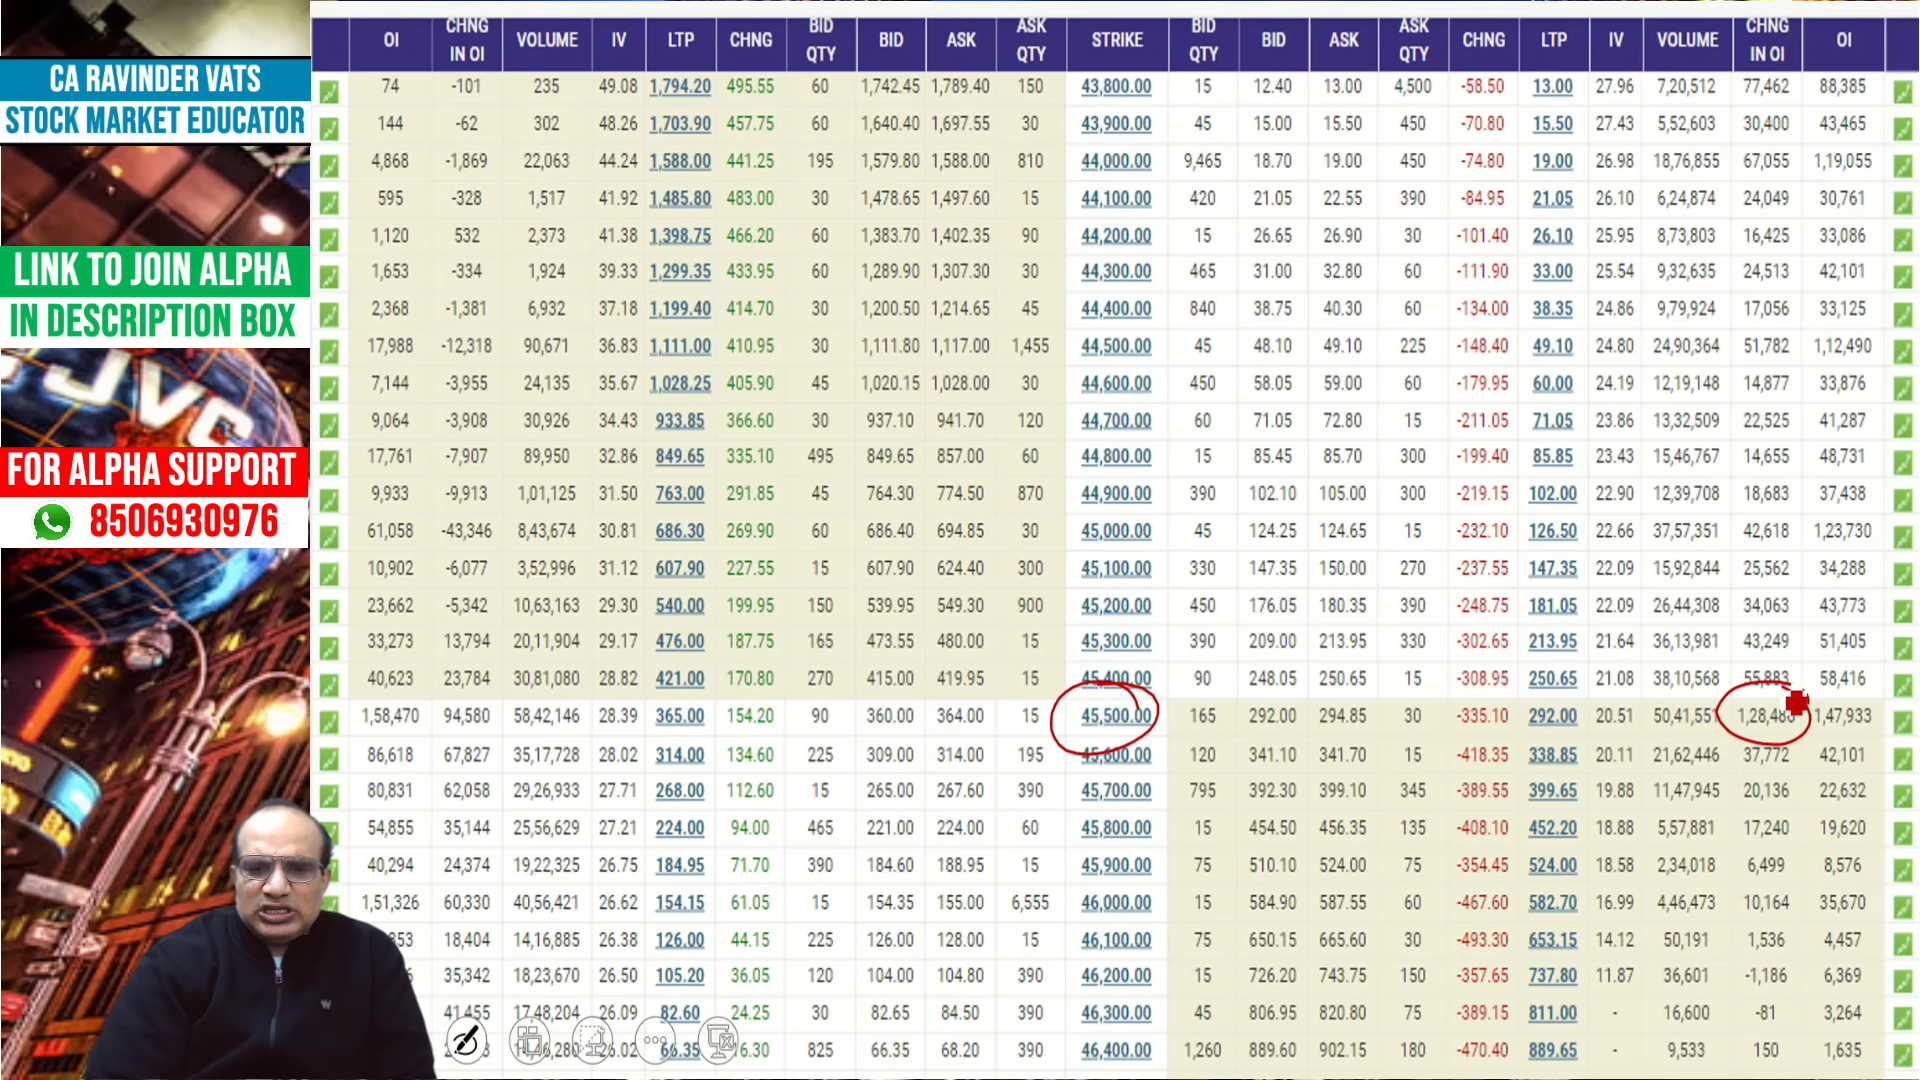 CA RAVINDER VATS
STOCK MARKET EDUCATOR
LINK TO JOIN ALPHA
IN DESCRIPTION BOX
JVC
FOR ALPHA SUPPORT
8506930976
OI CHNG IN OI VOLUME IV LTP CHNG BID QTY BID ASK ASK QTY STRIKE BID QTY BID ASK ASK QTY CHNG LTP IV VOLUME CHNG IN OI OI
74 -101 235 49.08 1,794.20 495.55 60 1,742.45 1,789.40 150 43,800.00 15 12.40 13.00 4,500 -58.50 13.00 27.96 7,20,512 77,462 88,385
144 -62 302 48.26 1,703.90 457.75 60 1,640.40 1,697.55 30 43,900.00 45 15.00 15.50 450 -70.80 15.50 27.43 5,52,603 30,400 43,465
4,868 -1,869 22,063 44.24 1,588.00 441.25 195 1,579.80 1,588.00 810 44,000.00 9,465 18.70 19.00 450 -74.80 19.00 26.98 18,76,855 67,055 1,19,055
595 -328 1,517 41.92 1,485.80 483.00 30 1,478.65 1,497.60 15 44,100.00 420 21.05 22.55 390 -84.95 21.05 26.10 6,24,874 24,049 30,761
1,120 532 2,373 41.38 1,398.75 466.20 60 1,383.70 1,402.35 90 44,200.00 15 26.65 26.90 30 -101.40 26.10 25.95 8,73,803 16,425 33,086
1,653 -334 1,924 39.33 1,299.35 433.95 60 1,289.90 1,307.30 30 44,300.00 465 31.00 32.80 60 -111.90 33.00 25.54 9,32,635 24,513 42,101
2,368 -1,381 6,932 37.18 1,199.40 414.70 30 1,200.50 1,214.65 45 44,400.00 840 38.75 40.30 60 -134.00 38.35 24.86 9,79,924 17,056 33,125
17,988 -12,318 90,671 36.83 1,111.00 410.95 30 1,111.80 1,117.00 1,455 44,500.00 45 48.10 49.10 225 -148.40 49.10 24.80 24,90,364 51,782 1,12,490
7,144 -3,955 24,135 35.67 1,028.25 405.90 45 1,020.15 1,028.00 30 44,600.00 450 58.05 59.00 60 -179.95 60.00 24.19 12,19,148 14,877 33,876
9,064 -3,908 30,926 34.43 933.85 366.60 30 937.10 941.70 120 44,700.00 60 71.05 72.80 15 -211.05 71.05 23.86 13,32,509 22,525 41,287
17,761 -7,907 89,950 32.86 849.65 335.10 495 849.65 857.00 60 44,800.00 15 85.45 85.70 300 -199.40 85.85 23.43 15,46,767 14,655 48,731
9,933 -9,913 1,01,125 31.50 763.00 291.85 45 764.30 774.50 870 44,900.00 390 102.10 105.00 300 -219.15 102.00 22.90 12,39,708 18,683 37,438
61,058 -43,346 8,43,674 30.81 686.30 269.90 60 686.40 694.85 30 45,000.00 45 124.25 124.65 15 -232.10 126.50 22.66 37,57,351 42,618 1,23,730
10,902 -6,077 3,52,996 31.12 607.90 227.55 15 607.90 624.40 300 45,100.00 330 147.35 150.00 270 -237.55 147.35 22.09 15,92,844 25,562 34,288
23,662 -5,342 10,63,163 29.30 540.00 199.95 150 539.95 549.30 900 45,200.00 450 176.05 180.35 390 -248.75 181.05 22.09 26,44,308 34,063 43,773
33,273 13,794 20,11,904 29.17 476.00 187.75 165 473.55 480.00 15 45,300.00 390 209.00 213.95 330 -302.65 213.95 21.64 36,13,981 43,249 51,405
40,623 23,784 30,81,080 28.82 421.00 170.80 270 415.00 419.95 15 45,400.00 90 248.05 250.65 15 -308.95 250.65 21.08 38,10,568 55,883 58,416
1,58,470 94,580 58,42,146 28.39 365.00 154.20 90 360.00 364.00 15 45,500.00 165 292.00 294.85 30 -335.10 292.00 20.51 1,47,933
86,618 67,827 35,17,728 28.02 314.00 134.60 225 309.00 314.00 195 45,600.00 120 341.10 341.70 15 -418.35 338.85 20.11 21,62,446 37,772 42,101
80,831 62,058 29,26,933 27.71 268.00 112.60 15 265.00 267.60 390 45,700.00 795 392.30 399.10 345 -389.55 399.65 19.88 11,47,945 20,136 22,632
54,855 35,144 25,56,629 27.21 224.00 94.00 465 221.00 224.00 60 45,800.00 15 454.50 456.35 135 -408.10 452.20 18.88 5,57,881 17,240 19,620
40,294 24,374 19,22,325 26.75 184.95 71.70 390 184.60 188.95 15 45,900.00 75 510.10 524.00 75 -354.45 524.00 18.58 2,34,018 6,499 8,576
1,51,326 60,330 40,56,421 26.62 154.15 61.05 15 154.35 155.00 6,555 46,000.00 15 584.90 587.55 60 -467.60 582.70 16.99 4,46,473 10,164 35,670
18,404 14,16,885 26.38 126.00 44.15 225 126.00 128.00 15 46,100.00 75 650.15 665.60 30 -493.30 653.15 14.12 50,191 1,536 4,457
35,342 18,23,670 26.50 105.20 36.05 120 104.00 104.80 390 46,200.00 15 726.20 743.75 150 -357.65 737.80 11.87 36,601 -1,186 6,369
41,455 17,48,204 26.09 82.60 24.25 30 82.65 84.50 390 46,300.00 45 806.95 820.80 75 -389.15 811.00 - 16,600 -81 3,264
66.35 825 66.35 68.20 390 46,400.00 1,260 889.60 902.15 180 -470.40 889.65 - 9,533 150 1,635